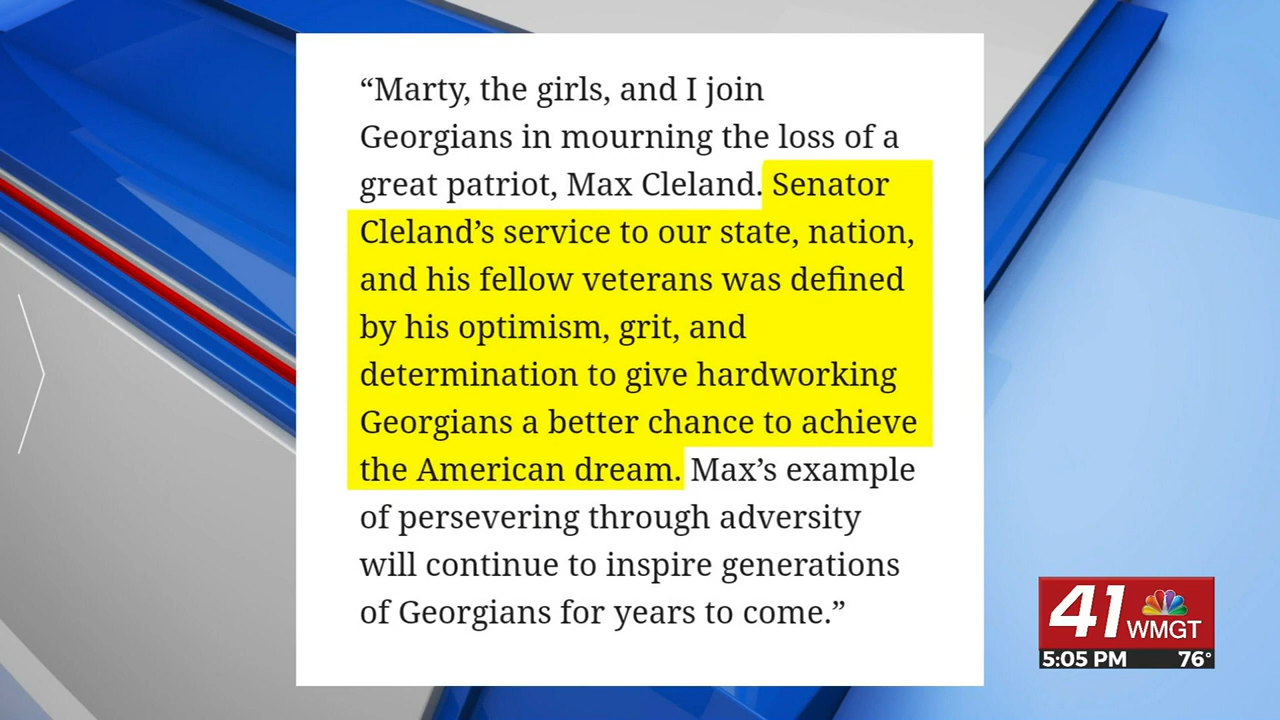 “Marty, the girls, and I join
Georgians in mourning the loss of a
great patriot, Max Cleland. Senator
Cleland’s service to our state, nation,
and his fellow veterans was defined
by his optimism, grit, and
determination to give hardworking
Georgians a better chance to achieve
the American dream. Max’s example
of persevering through adversity
will continue to inspire generations
of Georgians for years to come.”
41 WMGT
5:05 PM 76°